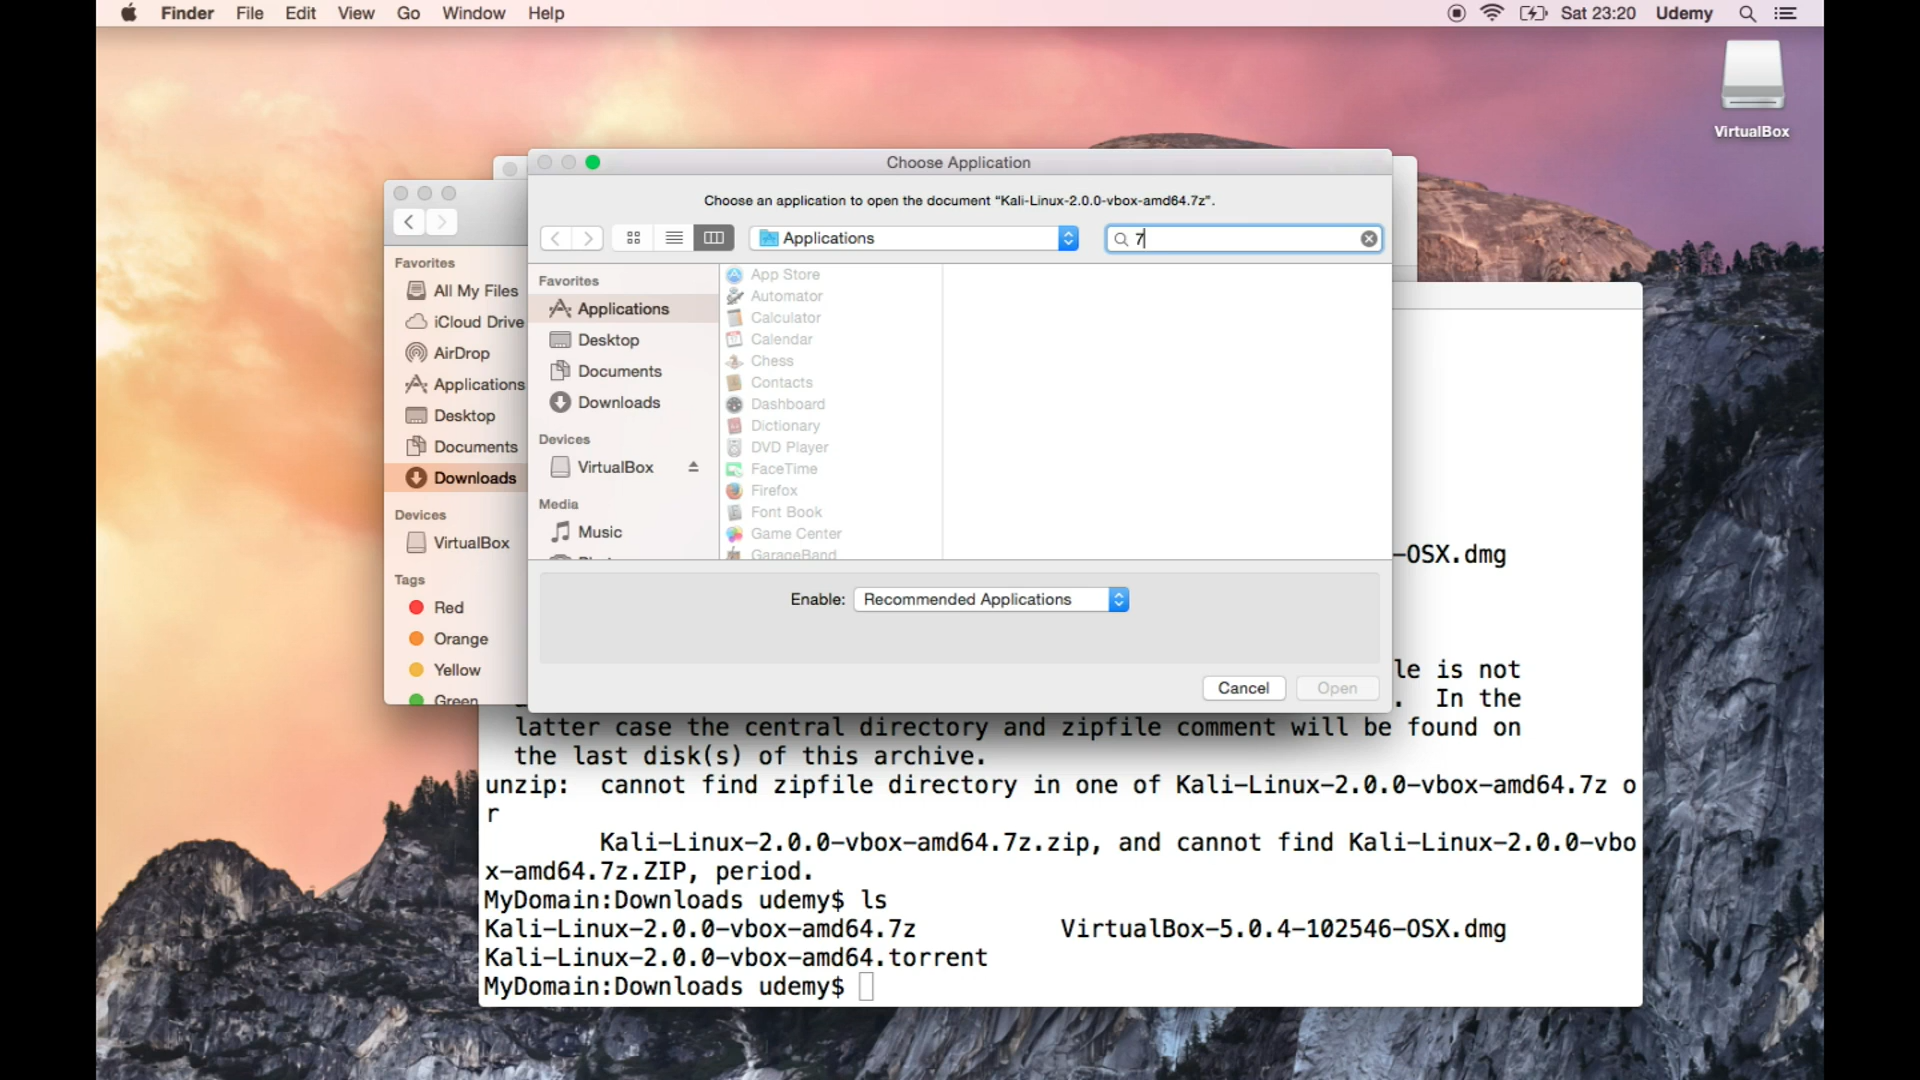 Finder File Edit View Go Window Help
Sat 23:20 Udemy
VirtualBox
Choose Application
Choose an application to open the document “Kali-Linux-2.0.0-vbox-amd64.7z”.
Applications
7
Favorites
All My Files
iCloud Drive
AirDrop
Applications
Desktop
Documents
Downloads
Devices
VirtualBox
Tags
Red
Orange
Yellow
Green
Favorites
Applications
Desktop
Documents
Downloads
Devices
VirtualBox
Media
Music
App Store
Automator
Calculator
Calendar
Chess
Contacts
Dashboard
Dictionary
DVD Player
FaceTime
Firefox
Font Book
Game Center
GarageBand
Enable: Recommended Applications
Cancel Open
-OSX.dmg
le is not
. In the
latter case the central directory and zipfile comment will be found on
the last disk(s) of this archive.
unzip:  cannot find zipfile directory in one of Kali-Linux-2.0.0-vbox-amd64.7z o
r
Kali-Linux-2.0.0-vbox-amd64.7z.zip, and cannot find Kali-Linux-2.0.0-vbo
x-amd64.7z.ZIP, period.
MyDomain:Downloads udemy$ ls
Kali-Linux-2.0.0-vbox-amd64.7z VirtualBox-5.0.4-102546-OSX.dmg
Kali-Linux-2.0.0-vbox-amd64.torrent
MyDomain:Downloads udemy$